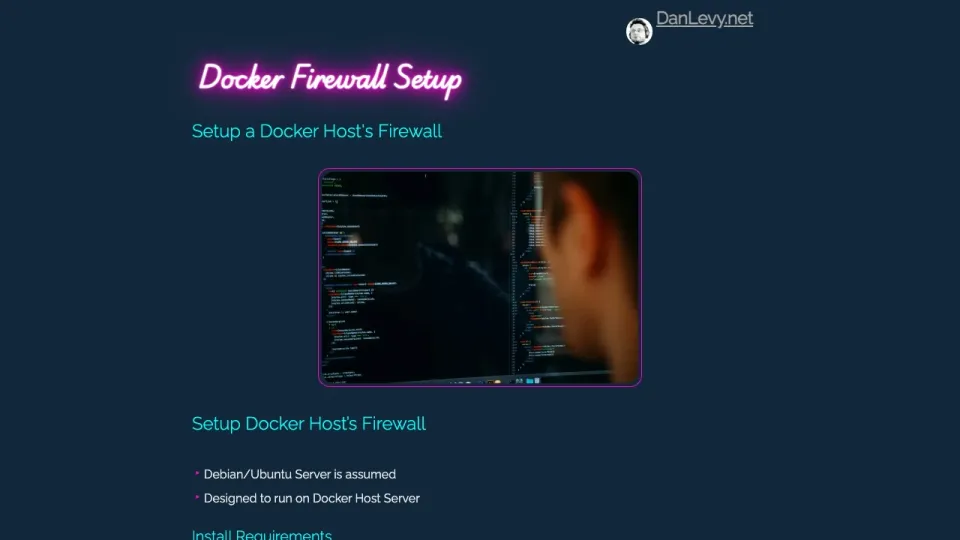 DanLevy.net
Docker Firewall Setup
Setup a Docker Host's Firewall
Setup Docker Host's Firewall
Debian/Ubuntu Server is assumed
Designed to run on Docker Host Server
Install Requirements